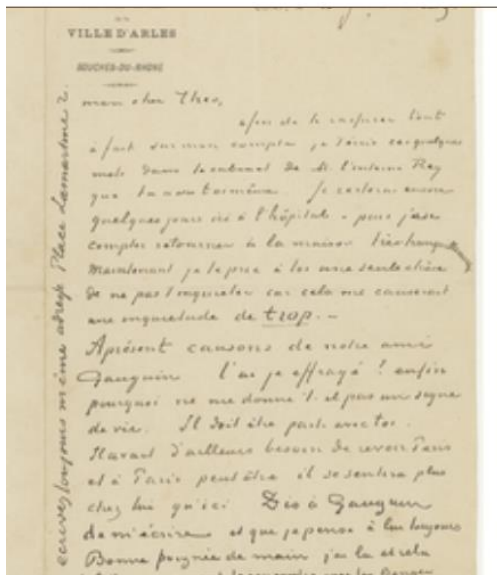 VILLE D'ARLES
BOUCHES-DU-RHÔNE
mon cher Theo,
afin de te rassurer tout
à fait sur mon compte je t'écris ces quelques
mots dans le cabinet de M. l'interne Rey
que tu as vu toi même. Je resterai encore
quelques jours ici à l'hôpital - puis j'ose
compter retourner à la maison très tranquillement
Maintenant je te prie à toi une seule chose
de ne pas t'inquieter car cela me causerait
une inquietude de trop. –
A présent causons de notre ami
Gauguin l'ai je effrayé ? enfin
pourquoi ne me donne t-il pas un signe
de vie. Il doit être parti avec toi.
Il avait d'ailleurs besoin de revoir Paris
et à Paris peut être il se sentira plus
chez lui qu'ici Dis à Gauguin
de m'écrire et que je pense à lui toujours
Bonne poignée de main j'ai lu et relu
ecrivez toujours même adresse Place Lamartine 2.